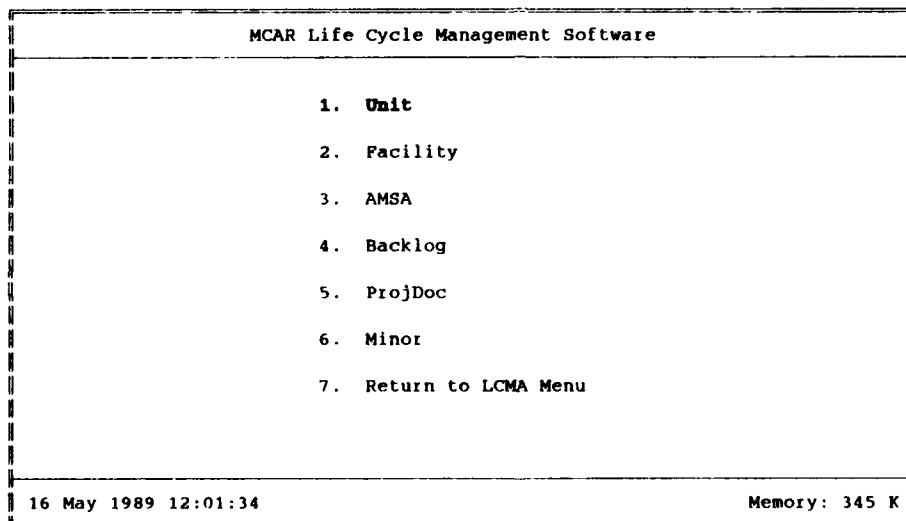 MCAR Life Cycle Management Software
1. Unit
2. Facility
3. AMSA
4. Backlog
5. ProjDoc
6. Minor
7. Return to LCMA Menu
16 May 1989 12:01:34 Memory: 345 K